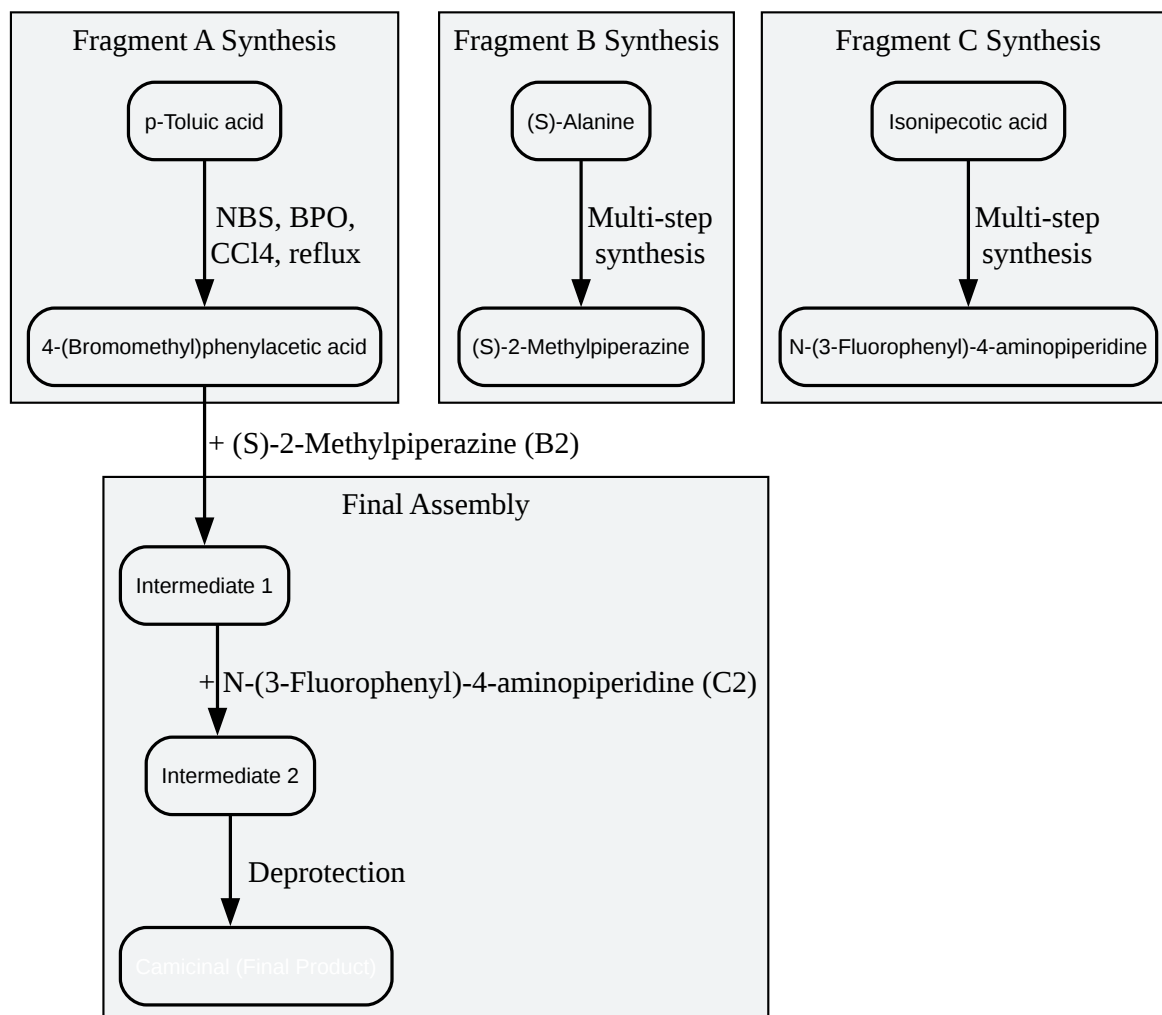 Fragment A Synthesis
p-Toluic acid
NBS, BPO,
CCl4, reflux
4-(Bromomethyl)phenylacetic acid
Fragment B Synthesis
(S)-Alanine
Multi-step
synthesis
(S)-2-Methylpiperazine
Fragment C Synthesis
Isonipecotic acid
Multi-step
synthesis
N-(3-Fluorophenyl)-4-aminopiperidine
+ (S)-2-Methylpiperazine (B2)
Final Assembly
Intermediate 1
+ N-(3-Fluorophenyl)-4-aminopiperidine (C2)
Intermediate 2
Deprotection
Camicinal (Final Product)